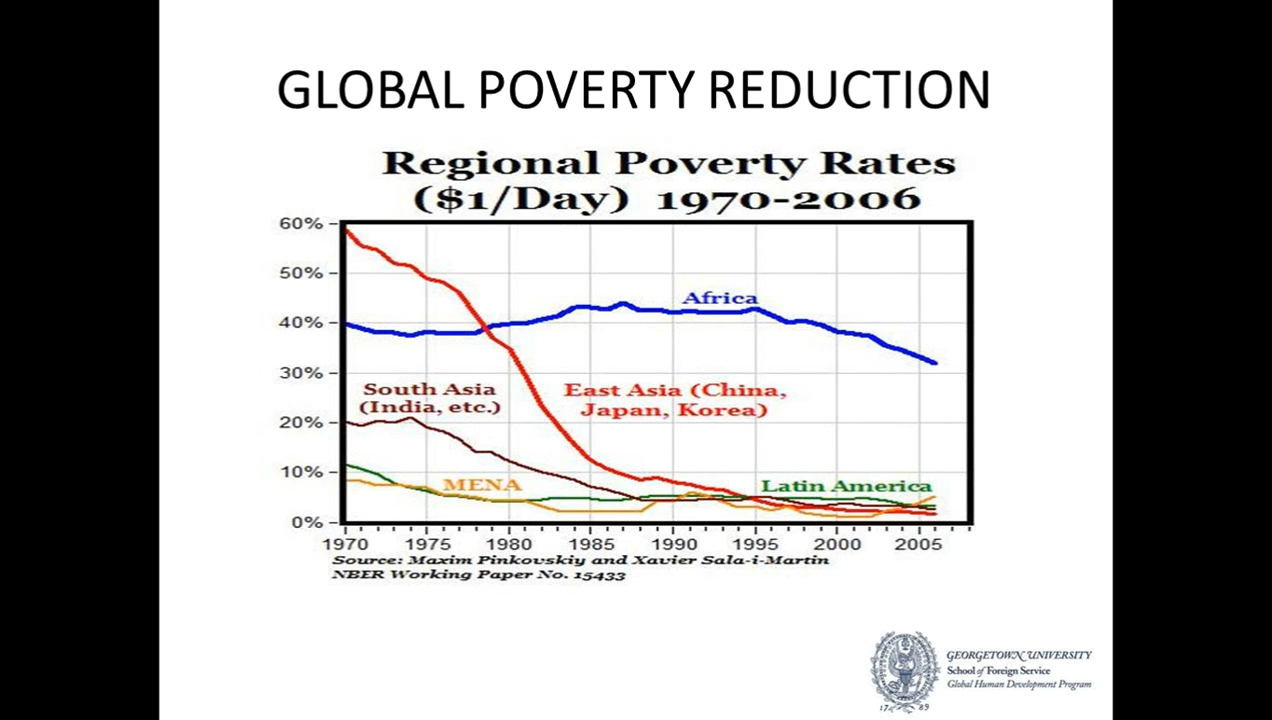 GLOBAL POVERTY REDUCTION
Regional Poverty Rates
($1/Day) 1970-2006
60%
50%
40%
30%
20%
10%
0%
Africa
South Asia
(India, etc.)
East Asia (China,
Japan, Korea)
MENA
Latin America
1970 1975 1980 1985 1990 1995 2000 2005
Source: Maxim Pinkovskiy and Xavier Sala-i-Martin
NBER Working Paper No. 15433
GEORGETOWN UNIVERSITY
School of Foreign Service
Global Human Development Program
17 89